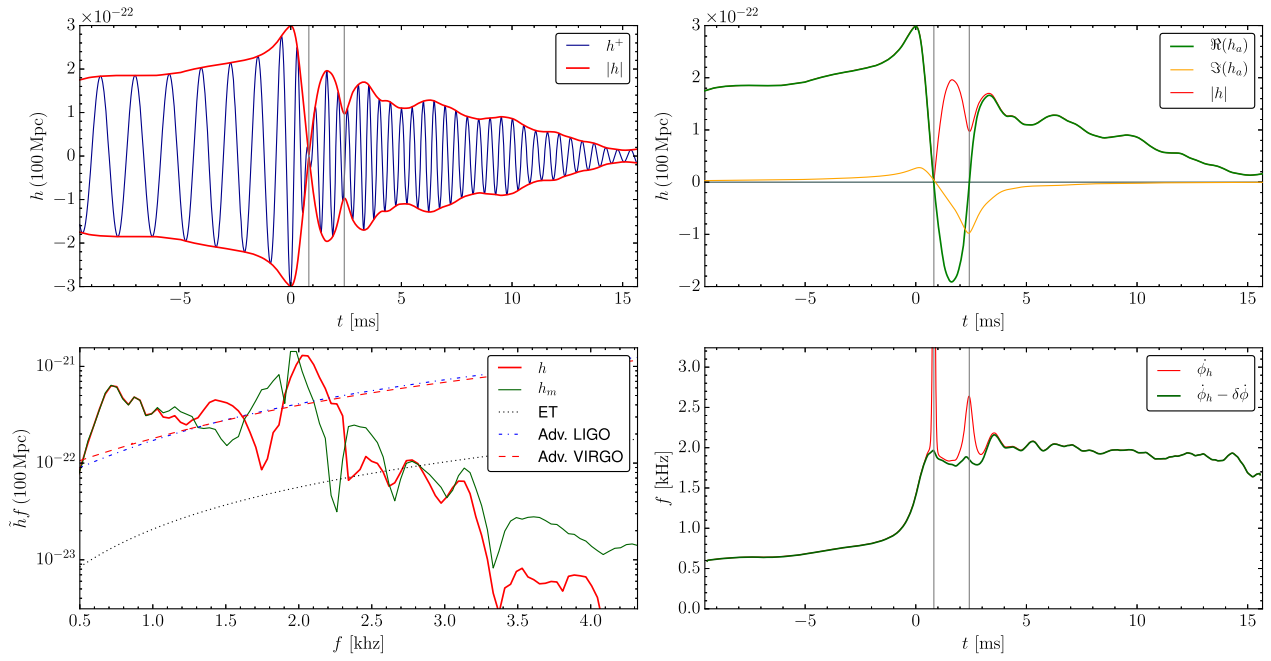 ×10⁻²²
3
2
1
0
−1
−2
−3
h (100 Mpc)
−5 0 5 10 15
t [ms]
h⁺
|h|
×10⁻²²
3
2
1
0
−1
−2
h (100 Mpc)
−5 0 5 10 15
t [ms]
ℜ(hₐ)
ℑ(hₐ)
|h|
10⁻²¹
10⁻²²
10⁻²³
h̃f (100 Mpc)
0.5 1.0 1.5 2.0 2.5 3.0 3.5 4.0
f [khz]
h
hₘ
ET
Adv. LIGO
Adv. VIRGO
3.0
2.5
2.0
1.5
1.0
0.5
0.0
f [kHz]
−5 0 5 10 15
t [ms]
ϕ̇ₕ
ϕ̇ₕ − δϕ̇